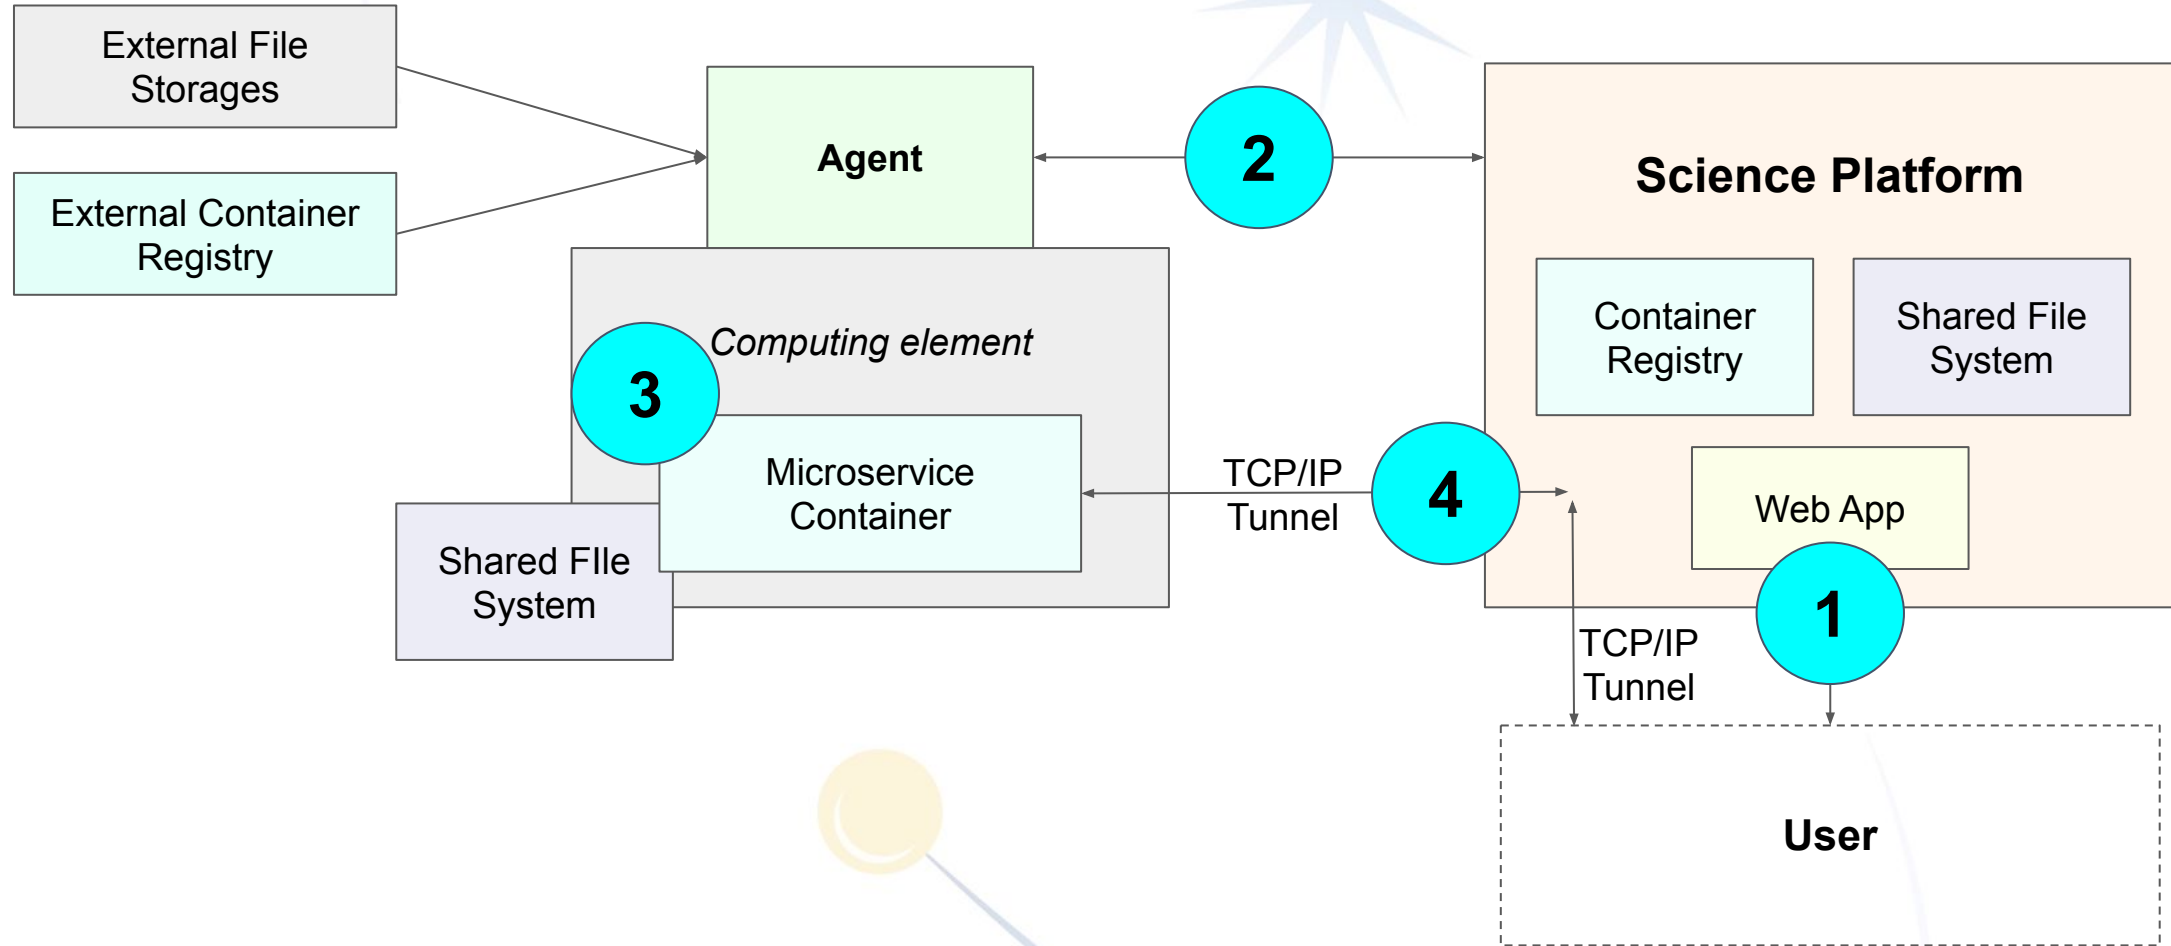 External File
Storages
External Container
Registry
Agent
2
Science Platform
Container
Registry
Shared File
System
Computing element
3
Microservice
Container
Shared FIle
System
TCP/IP
Tunnel
4
Web App
1
TCP/IP
Tunnel
User